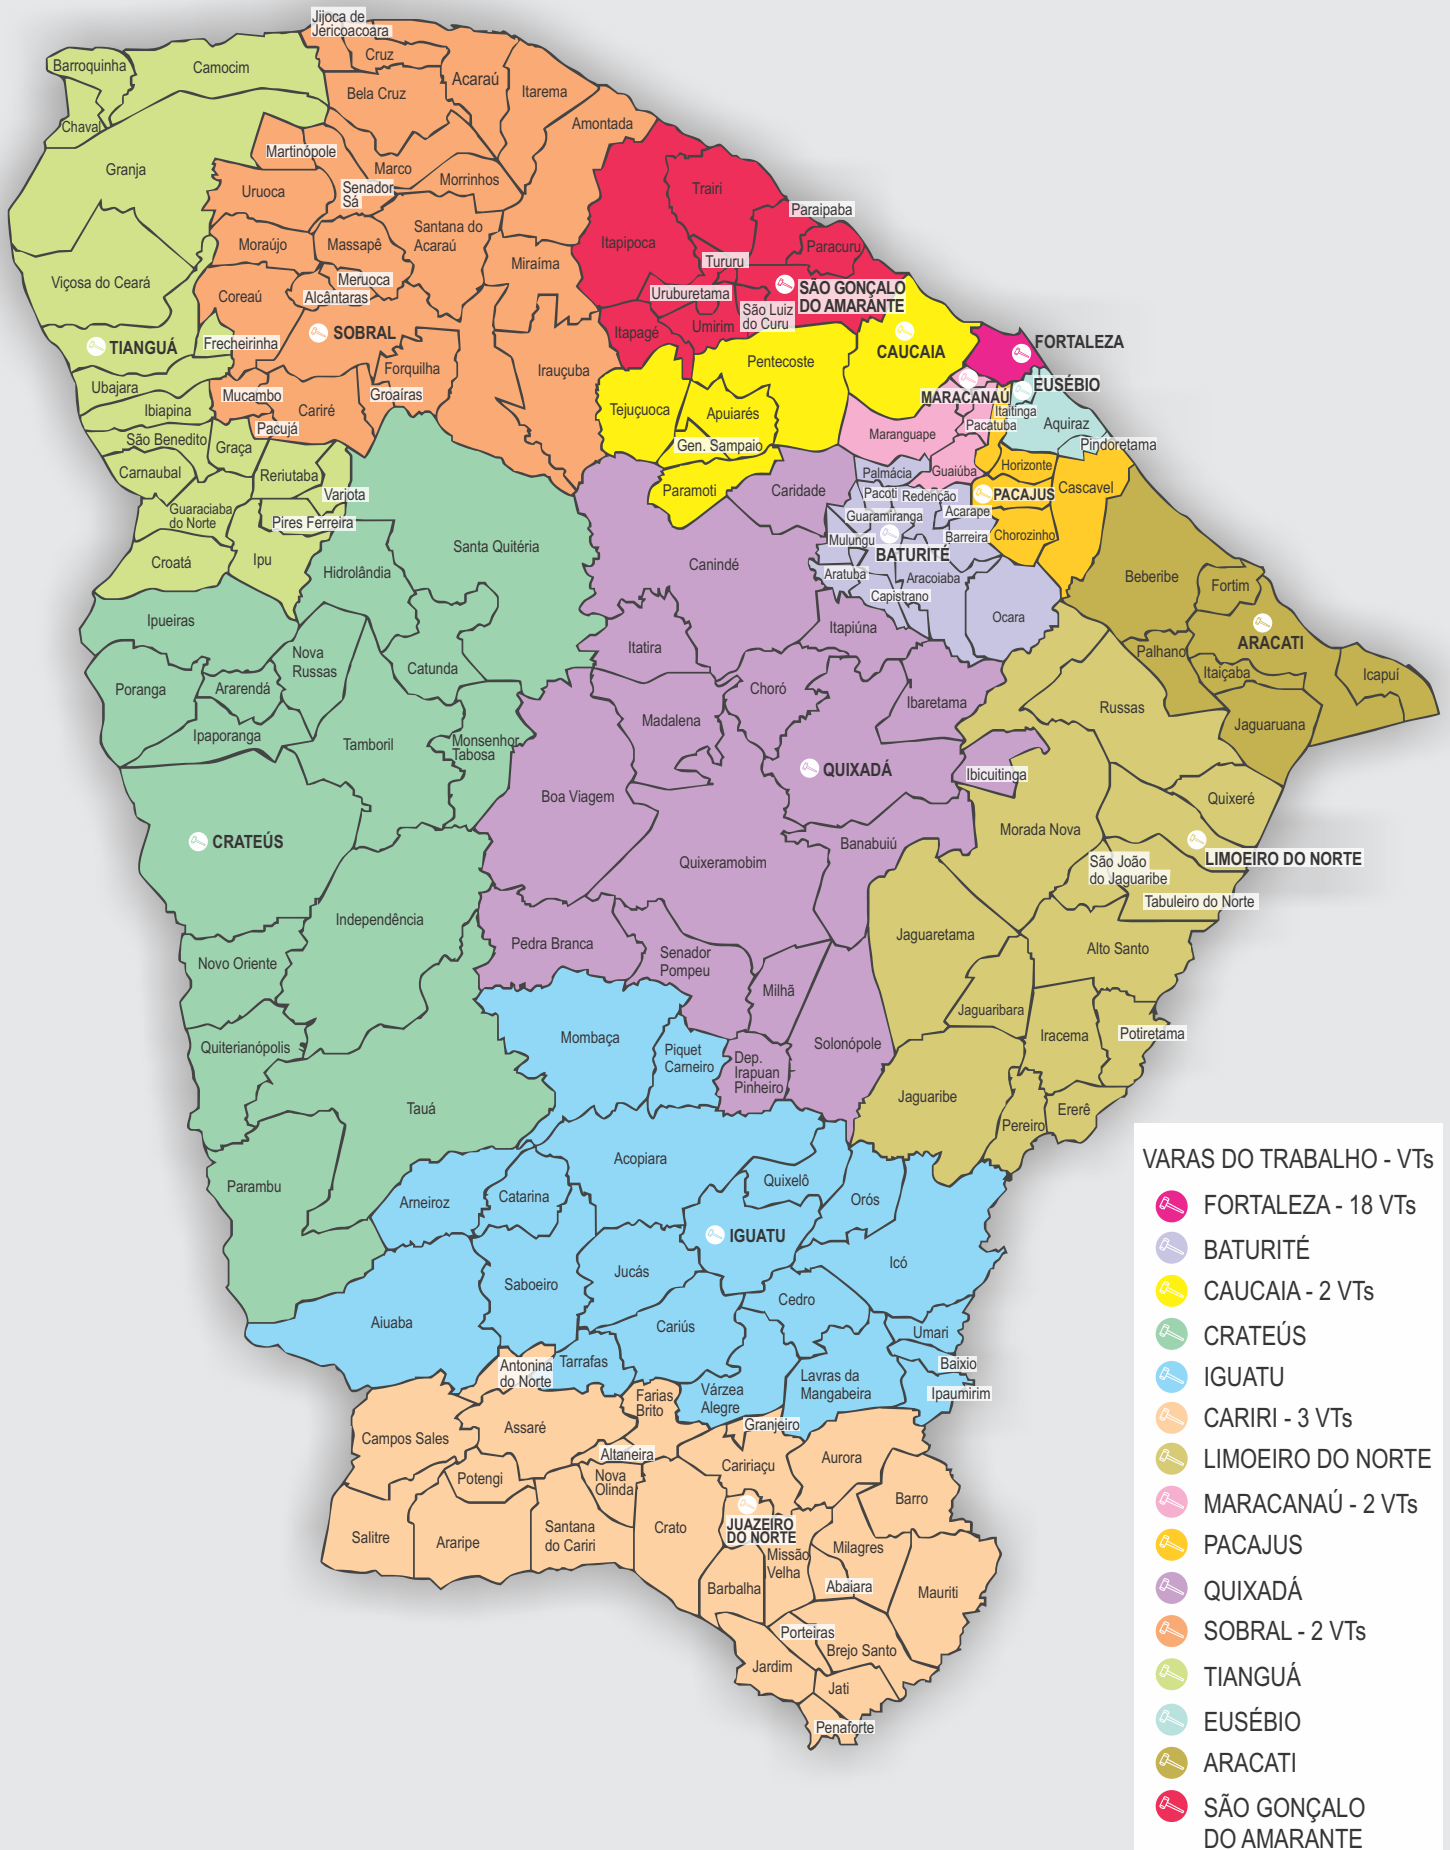 Jijoca de
Jericoacoara
Cruz
Barroquinha
Camocim
Acaraú
Itarema
Bela Cruz
Chaval
Amontada
Martinópole
Granja
Marco
Morrinhos
Uruoca
Senador
Sá
Trairi
Paraipaba
Santana do
Acaraú
Moraújo
Massapê
Itapipoca
Paracuru
Miraíma
Tururu
Viçosa do Ceará
Meruoca
Coreaú
Alcântaras
Uruburetama
SÃO GONÇALO
DO AMARANTE
São Luiz
do Curu
Umirim
Itapagé
SOBRAL
TIANGUÁ
Frecheirinha
CAUCAIA
FORTALEZA
Pentecoste
Forquilha
Irauçuba
Ubajara
Mucambo
Groaíras
EUSÉBIO
MARACANAÚ
Ibiapina
Cariré
Tejuçuoca
Apuiarés
Itaitinga
Pacatuba
Aquiraz
Pacujá
São Benedito
Graça
Gen. Sampaio
Maranguape
Pindoretama
Carnaubal
Reriutaba
Palmácia
Guaiúba
Horizonte
Varjota
Paramoti
Caridade
Pacoti
Redenção
PACAJUS
Cascavel
Guaraciaba
do Norte
Pires Ferreira
Guaramiranga
Acarape
Mulungu
Barreira
Chorozinho
BATURITÉ
Santa Quitéria
Croatá
Ipu
Hidrolândia
Canindé
Aratuba
Aracoiaba
Beberibe
Fortim
Capistrano
Ocara
Ipueiras
Itapiúna
ARACATI
Itatira
Nova
Russas
Catunda
Palhano
Itaiçaba
Icapuí
Poranga
Ararendá
Choró
Ibaretama
Russas
Madalena
Jaguaruana
Ipaporanga
Tamboril
Monsenhor
Tabosa
QUIXADÁ
Ibicuitinga
Boa Viagem
Quixeré
Morada Nova
CRATEÚS
Banabuiú
Quixeramobim
LIMOEIRO DO NORTE
São João
do Jaguaribe
Tabuleiro do Norte
Independência
Jaguaretama
Pedra Branca
Senador
Pompeu
Alto Santo
Novo Oriente
Milhã
Jaguaribara
Mombaça
Iracema
Potiretama
Quiterianópolis
Piquet
Carneiro
Dep.
Irapuan
Pinheiro
Solonópole
Jaguaribe
Tauá
Ererê
Pereiro
Acopiara
Parambu
Quixelô
Arneiroz
Catarina
Orós
IGUATU
Icó
Jucás
Saboeiro
Cedro
Aiuaba
Cariús
Umari
Antonina
do Norte
Tarrafas
Baixio
Lavras da
Mangabeira
Ipaumirim
Várzea
Alegre
Farias
Brito
Granjeiro
Assaré
Campos Sales
Altaneira
Aurora
Caririaçu
Potengi
Nova
Olinda
Barro
JUAZEIRO
DO NORTE
Salitre
Araripe
Santana
do Cariri
Crato
Missão
Velha
Milagres
Barbalha
Abaiara
Mauriti
Porteiras
Brejo Santo
Jardim
Jati
Penaforte
VARAS DO TRABALHO - VTs
FORTALEZA - 18 VTs
BATURITÉ
CAUCAIA - 2 VTs
CRATEÚS
IGUATU
CARIRI - 3 VTs
LIMOEIRO DO NORTE
MARACANAÚ - 2 VTs
PACAJUS
QUIXADÁ
SOBRAL - 2 VTs
TIANGUÁ
EUSÉBIO
ARACATI
SÃO GONÇALO
DO AMARANTE